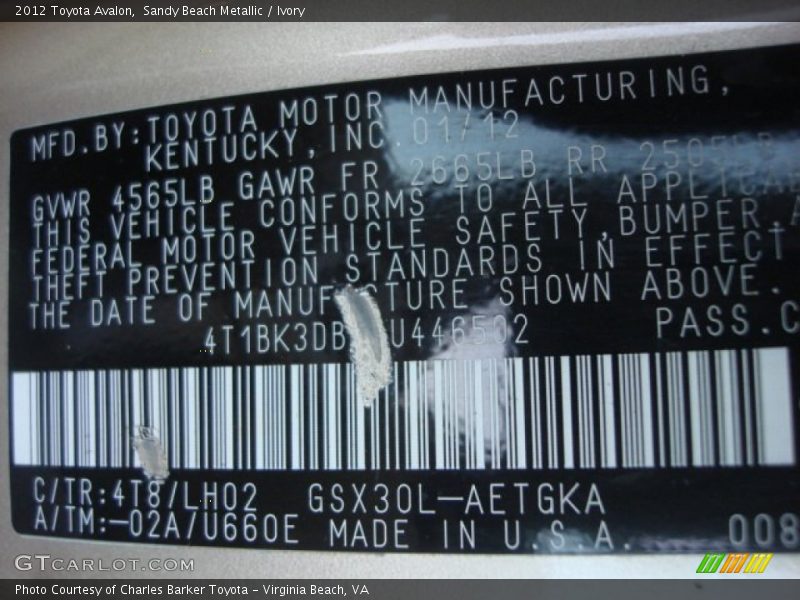 2012 Toyota Avalon, Sandy Beach Metallic / Ivory
MFD.BY:TOYOTA MOTOR MANUFACTURING,
KENTUCKY,INC. 01/12
GVWR 4565LB GAWR FR 2665LB RR 2505LB
THIS VEHICLE CONFORMS TO ALL
FEDERAL MOTOR VEHICLE SAFETY,BUMPER,
THEFT PREVENTION STANDARDS IN EFFECT
THE DATE OF MANUF CTURE SHOWN ABOVE.
4T1BK3DB U446502 PASS.C
C/TR:4T8/LH02 GSX30L-AETGKA
A/TM:-02A/U660E MADE IN U.S.A. 008
GTCARLOT.COM
Photo Courtesy of Charles Barker Toyota - Virginia Beach, VA